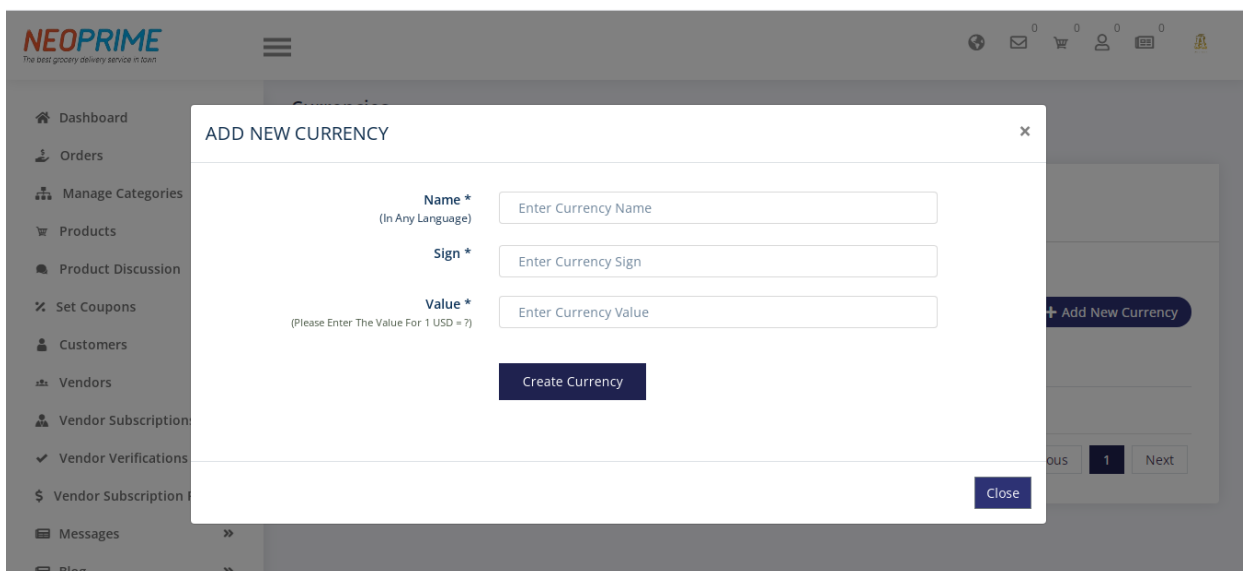 NEOPRIME
The best grocery delivery service in town
0
0
0
0
Dashboard
Orders
Manage Categories
Products
Product Discussion
Set Coupons
Customers
Vendors
Vendor Subscriptions
Vendor Verifications
Vendor Subscription
Messages
ADD NEW CURRENCY
×
Name *
(In Any Language)
Enter Currency Name
Sign *
Enter Currency Sign
Value *
(Please Enter The Value For 1 USD = ?)
Enter Currency Value
Create Currency
Close
+ Add New Currency
ous
1
Next